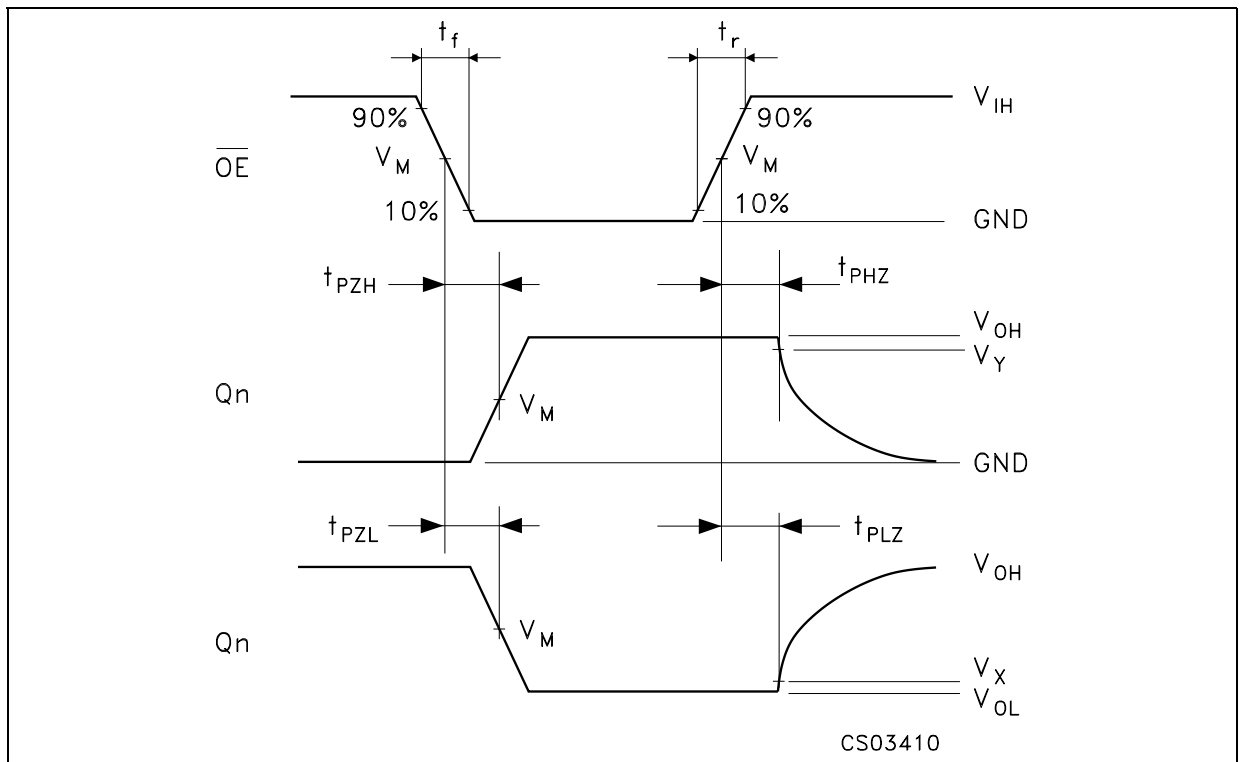 t_f t_r
V_IH
90% 90%
O̅E̅ V_M V_M
10% 10%
GND
t_PZH t_PHZ
V_OH
V_Y
Qn V_M
GND
t_PZL t_PLZ
V_OH
Qn V_M
V_X
V_OL
CS03410